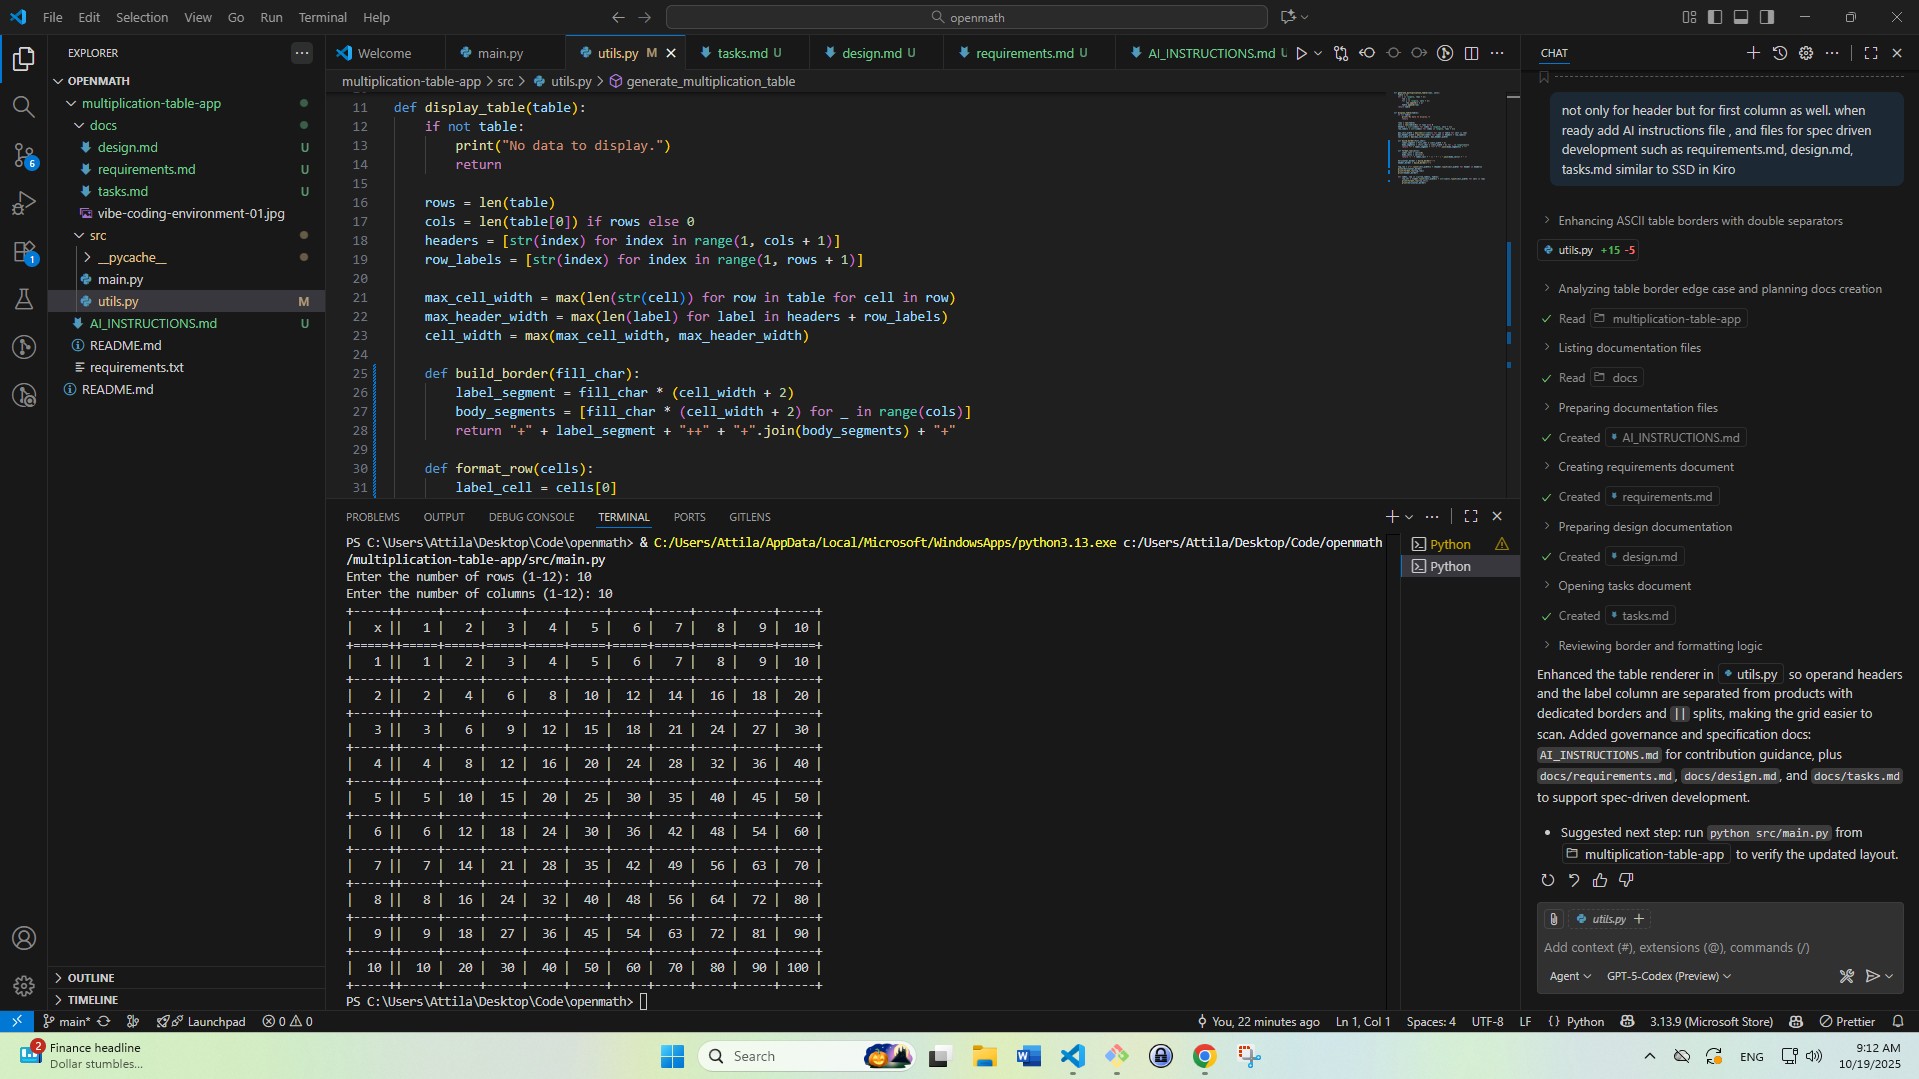 File Edit Selection View Go Run Terminal Help
openmath
EXPLORER
OPENMATH
multiplication-table-app
docs
design.md U
requirements.md U
tasks.md U
vibe-coding-environment-01.jpg
src
__pycache__
main.py
utils.py M
AI_INSTRUCTIONS.md U
README.md
requirements.txt
README.md
OUTLINE
TIMELINE
6
1
Welcome main.py utils.py M tasks.md U design.md U requirements.md U AI_INSTRUCTIONS.md U
multiplication-table-app > src > utils.py > generate_multiplication_table
11 def display_table(table):
12 if not table:
13 print("No data to display.")
14 return
15
16 rows = len(table)
17 cols = len(table[0]) if rows else 0
18 headers = [str(index) for index in range(1, cols + 1)]
19 row_labels = [str(index) for index in range(1, rows + 1)]
20
21 max_cell_width = max(len(str(cell)) for row in table for cell in row)
22 max_header_width = max(len(label) for label in headers + row_labels)
23 cell_width = max(max_cell_width, max_header_width)
24
25 def build_border(fill_char):
26 label_segment = fill_char * (cell_width + 2)
27 body_segments = [fill_char * (cell_width + 2) for _ in range(cols)]
28 return "+" + label_segment + "++" + "+".join(body_segments) + "+"
29
30 def format_row(cells):
31 label_cell = cells[0]
PROBLEMS OUTPUT DEBUG CONSOLE TERMINAL PORTS GITLENS
PS C:\Users\Attila\Desktop\Code\openmath> & C:/Users/Attila/AppData/Local/Microsoft/WindowsApps/python3.13.exe c:/Users/Attila/Desktop/Code/openmath
/multiplication-table-app/src/main.py
Enter the number of rows (1-12): 10
Enter the number of columns (1-12): 10
+-----++-----+-----+-----+-----+-----+-----+-----+-----+-----+-----+
|   x ||   1 |   2 |   3 |   4 |   5 |   6 |   7 |   8 |   9 |  10 |
+=====++=====+=====+=====+=====+=====+=====+=====+=====+=====+=====+
|   1 ||   1 |   2 |   3 |   4 |   5 |   6 |   7 |   8 |   9 |  10 |
+-----++-----+-----+-----+-----+-----+-----+-----+-----+-----+-----+
|   2 ||   2 |   4 |   6 |   8 |  10 |  12 |  14 |  16 |  18 |  20 |
+-----++-----+-----+-----+-----+-----+-----+-----+-----+-----+-----+
|   3 ||   3 |   6 |   9 |  12 |  15 |  18 |  21 |  24 |  27 |  30 |
+-----++-----+-----+-----+-----+-----+-----+-----+-----+-----+-----+
|   4 ||   4 |   8 |  12 |  16 |  20 |  24 |  28 |  32 |  36 |  40 |
+-----++-----+-----+-----+-----+-----+-----+-----+-----+-----+-----+
|   5 ||   5 |  10 |  15 |  20 |  25 |  30 |  35 |  40 |  45 |  50 |
+-----++-----+-----+-----+-----+-----+-----+-----+-----+-----+-----+
|   6 ||   6 |  12 |  18 |  24 |  30 |  36 |  42 |  48 |  54 |  60 |
+-----++-----+-----+-----+-----+-----+-----+-----+-----+-----+-----+
|   7 ||   7 |  14 |  21 |  28 |  35 |  42 |  49 |  56 |  63 |  70 |
+-----++-----+-----+-----+-----+-----+-----+-----+-----+-----+-----+
|   8 ||   8 |  16 |  24 |  32 |  40 |  48 |  56 |  64 |  72 |  80 |
+-----++-----+-----+-----+-----+-----+-----+-----+-----+-----+-----+
|   9 ||   9 |  18 |  27 |  36 |  45 |  54 |  63 |  72 |  81 |  90 |
+-----++-----+-----+-----+-----+-----+-----+-----+-----+-----+-----+
|  10 ||  10 |  20 |  30 |  40 |  50 |  60 |  70 |  80 |  90 | 100 |
+-----++-----+-----+-----+-----+-----+-----+-----+-----+-----+-----+
PS C:\Users\Attila\Desktop\Code\openmath>
Python
Python
CHAT
not only for header but for first column as well. when
ready add AI instructions file , and files for spec driven
development such as requirements.md, design.md,
tasks.md similar to SSD in Kiro
Enhancing ASCII table borders with double separators
utils.py +15 -5
Analyzing table border edge case and planning docs creation
Read multiplication-table-app
Listing documentation files
Read docs
Preparing documentation files
Created AI_INSTRUCTIONS.md
Creating requirements document
Created requirements.md
Preparing design documentation
Created design.md
Opening tasks document
Created tasks.md
Reviewing border and formatting logic
Enhanced the table renderer in utils.py so operand headers
and the label column are separated from products with
dedicated borders and || splits, making the grid easier to
scan. Added governance and specification docs:
AI_INSTRUCTIONS.md for contribution guidance, plus
docs/requirements.md, docs/design.md, and docs/tasks.md
to support spec-driven development.
• Suggested next step: run python src/main.py from
multiplication-table-app to verify the updated layout.
utils.py
Add context (#), extensions (@), commands (/)
Agent GPT-5-Codex (Preview)
main* Launchpad 0 0 You, 22 minutes ago Ln 1, Col 1 Spaces: 4 UTF-8 LF {} Python 3.13.9 (Microsoft Store) Prettier
2
Finance headline
Dollar stumbles...
Search
ENG
9:12 AM
10/19/2025